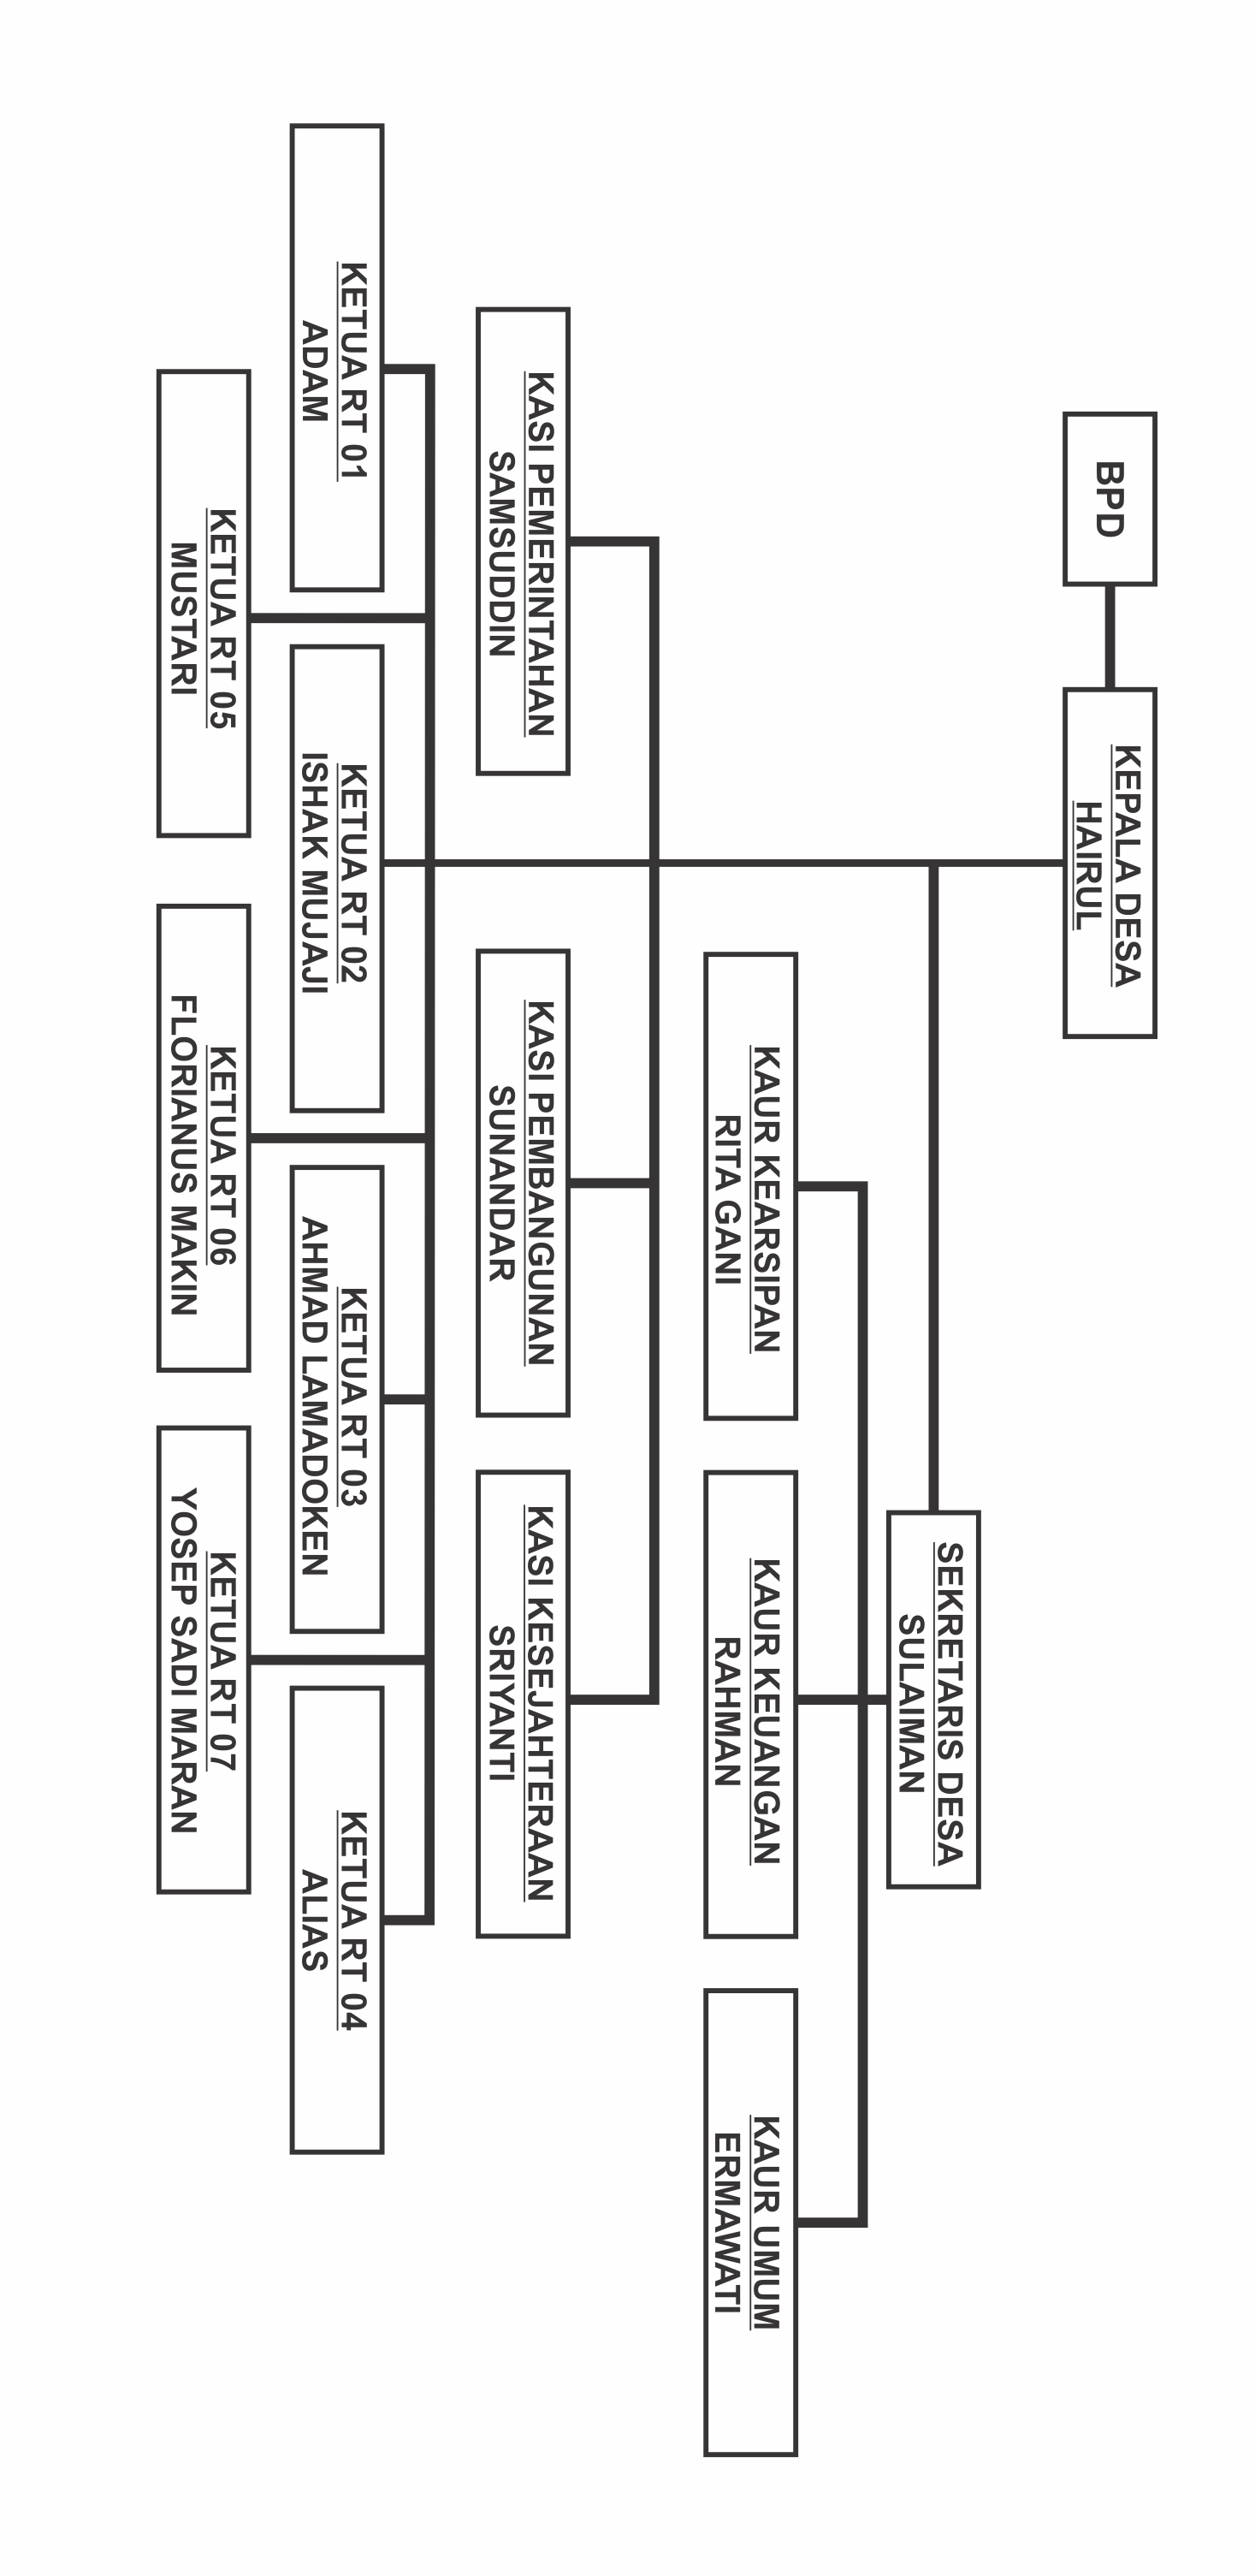 BPD
KEPALA DESA
HAIRUL
SEKRETARIS DESA
SULAIMAN
KAUR KEARSIPAN
RITA GANI
KAUR KEUANGAN
RAHMAN
KAUR UMUM
ERMAWATI
KASI PEMERINTAHAN
SAMSUDDIN
KASI PEMBANGUNAN
SUNANDAR
KASI KESEJAHTERAAN
SRIYANTI
KETUA RT 01
ADAM
KETUA RT 02
ISHAK MUJAJI
KETUA RT 03
AHMAD LAMADOKEN
KETUA RT 04
ALIAS
KETUA RT 05
MUSTARI
KETUA RT 06
FLORIANUS MAKIN
KETUA RT 07
YOSEP SADI MARAN